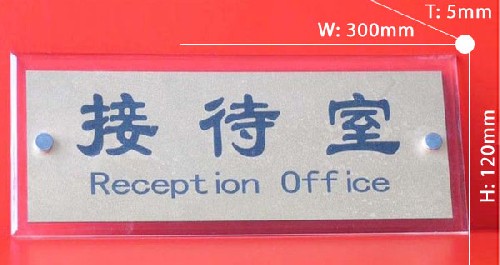 T: 5mm
W: 300mm
接待室
Reception Office
H: 120mm